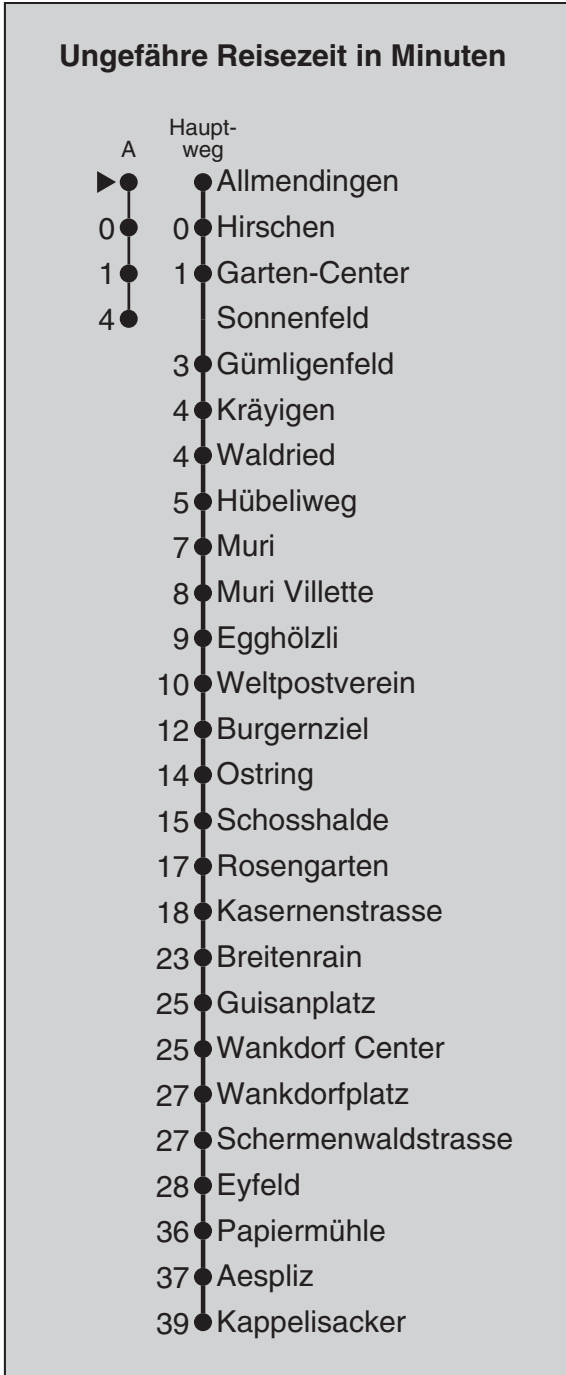 Ungefähre Reisezeit in Minuten
Haupt-
A weg
Allmendingen
0 0 Hirschen
1 1 Garten-Center
4 Sonnenfeld
3 Gümligenfeld
4 Kräyigen
4 Waldried
5 Hübeliweg
7 Muri
8 Muri Villette
9 Egghölzli
10 Weltpostverein
12 Burgernziel
14 Ostring
15 Schosshalde
17 Rosengarten
18 Kasernenstrasse
23 Breitenrain
25 Guisanplatz
25 Wankdorf Center
27 Wankdorfplatz
27 Schermenwaldstrasse
28 Eyfeld
36 Papiermühle
37 Aespliz
39 Kappelisacker